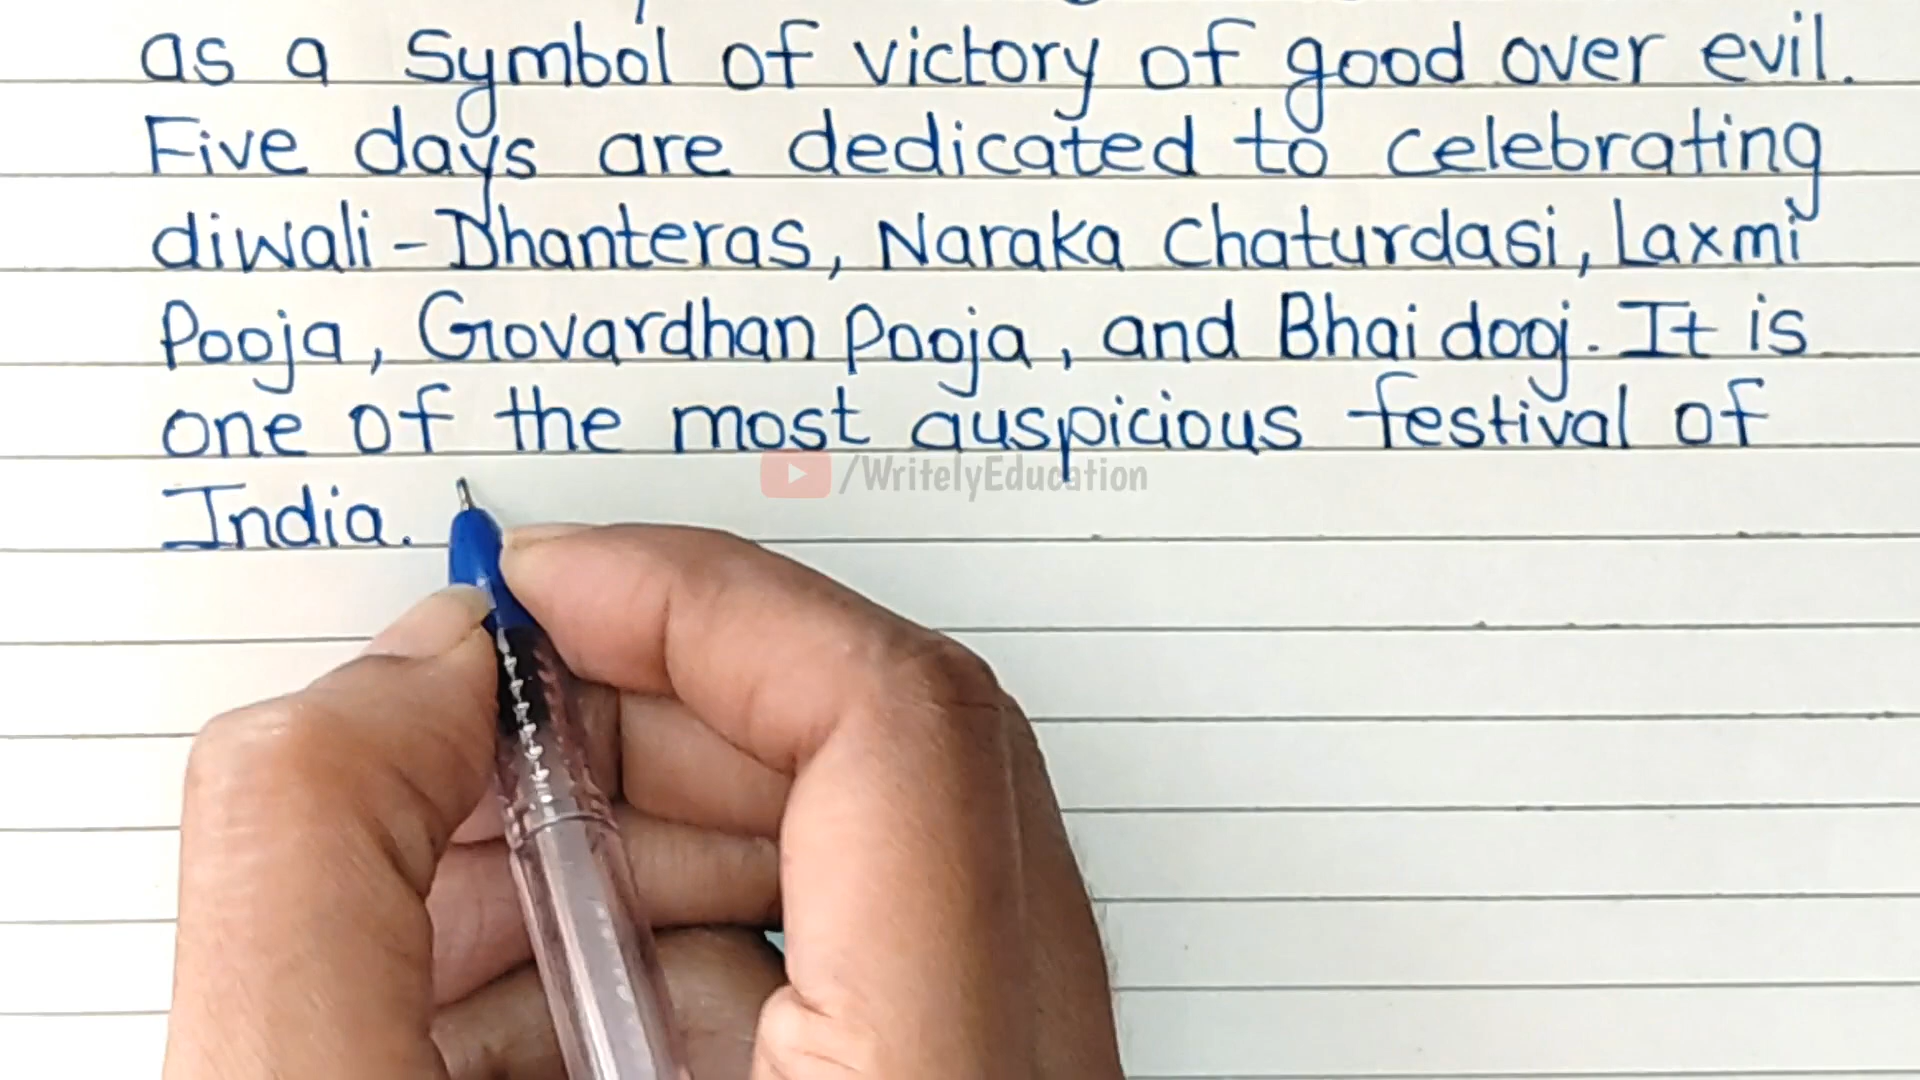 as a symbol of victory of good over evil.
Five days are dedicated to celebrating
diwali - Dhanteras, Naraka Chaturdasi, Laxmi
Pooja, Govardhan Pooja, and Bhai dooj. It is
one of the most auspicious festival of
/WritelyEducation
India.